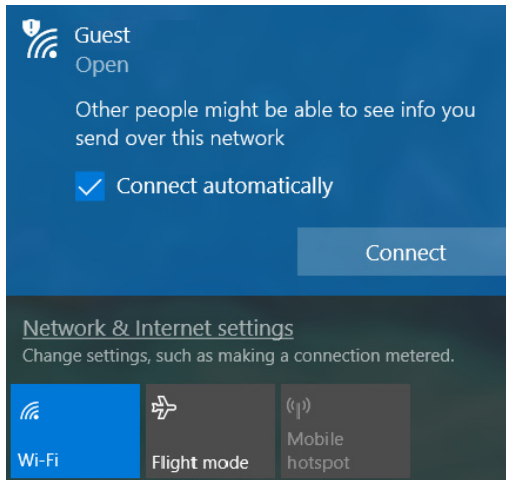 Guest
Open
Other people might be able to see info you
send over this network
Connect automatically
Connect
Network & Internet settings
Change settings, such as making a connection metered.
Wi-Fi
Flight mode
Mobile
hotspot